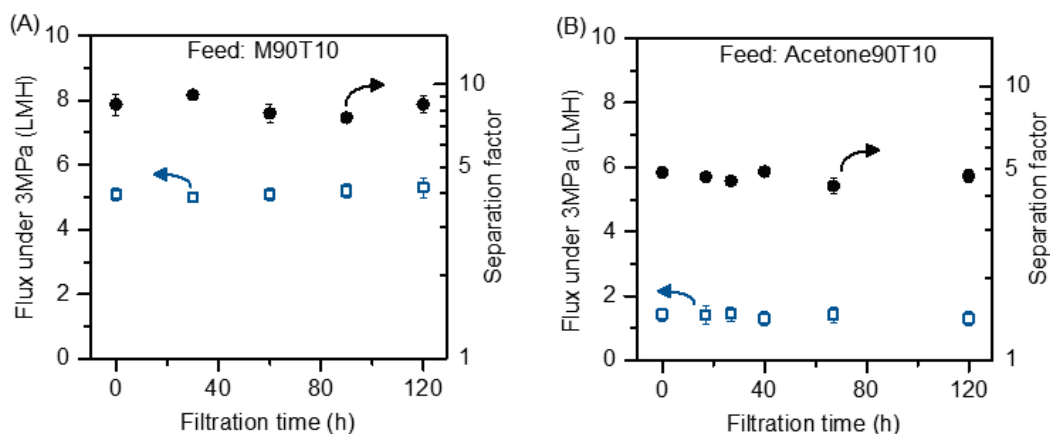 (A)
Feed: M90T10
Flux under 3MPa (LMH)
10
8
6
4
2
0
Separation factor
10
5
1
0 40 80 120
Filtration time (h)
(B)
Feed: Acetone90T10
Flux under 3MPa (LMH)
10
8
6
4
2
0
Separation factor
10
5
1
0 40 80 120
Filtration time (h)